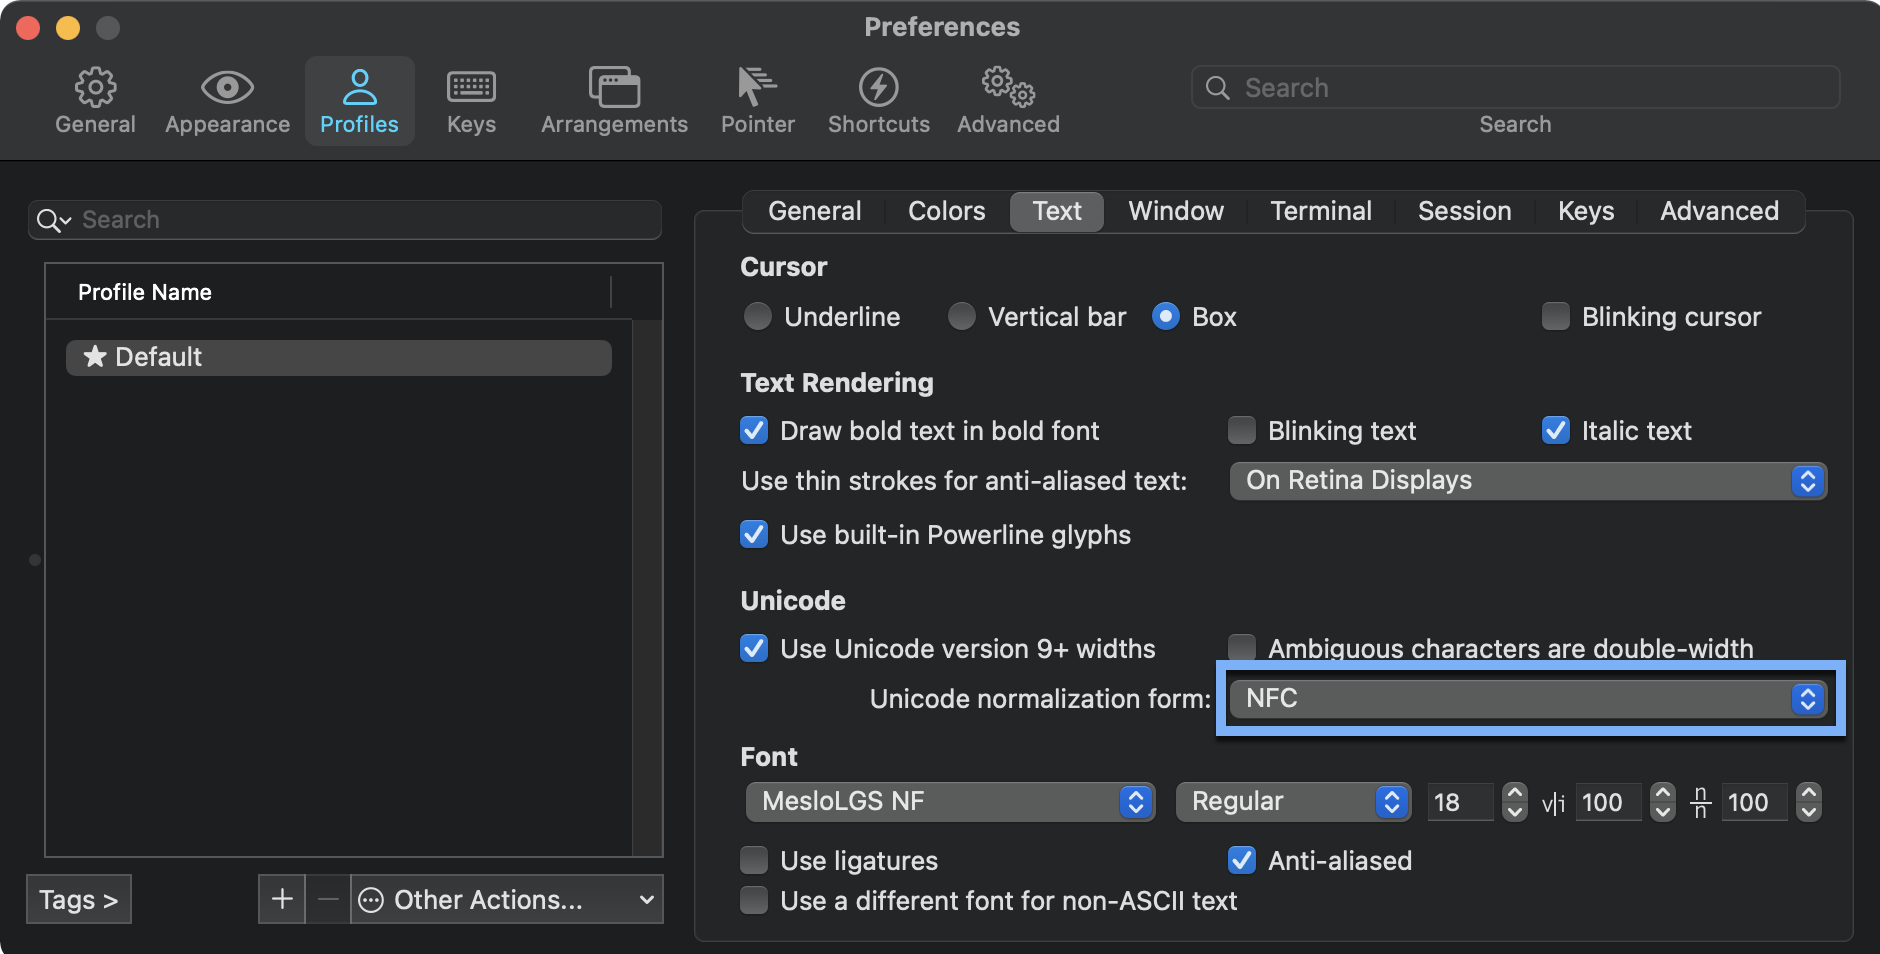 Preferences
General Appearance Profiles Keys Arrangements Pointer Shortcuts Advanced Search
Search
Search
Profile Name
Default
Tags >
Other Actions...
General Colors Text Window Terminal Session Keys Advanced
Cursor
Underline Vertical bar Box Blinking cursor
Text Rendering
Draw bold text in bold font Blinking text Italic text
Use thin strokes for anti-aliased text: On Retina Displays
Use built-in Powerline glyphs
Unicode
Use Unicode version 9+ widths Ambiguous characters are double-width
Unicode normalization form: NFC
Font
MesloLGS NF Regular 18 v|i 100 n/n 100
Use ligatures Anti-aliased
Use a different font for non-ASCII text